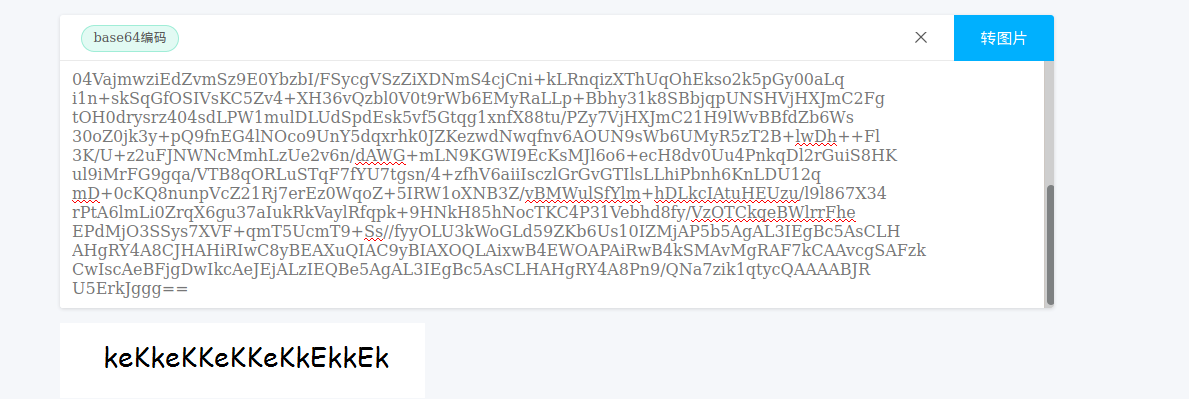 base64编码
转图片
04VajmwziEdZvmSz9E0YbzbI/FSycgVSzZiXDNmS4cjCni+kLRnqizXThUqOhEkso2k5pGy00aLq
i1n+skSqGfOSIVsKC5Zv4+XH36vQzbl0V0t9rWb6EMyRaLLp+Bbhy31k8SBbjqpUNSHVjHXJmC2Fg
tOH0drysrz404sdLPW1mulDLUdSpdEsk5vf5Gtqg1xnfX88tu/PZy7VjHXJmC21H9lWvBBfdZb6Ws
30oZ0jk3y+pQ9fnEG4lNOco9UnY5dqxrhk0JZKezwdNwqfnv6AOUN9sWb6UMyR5zT2B+lwDh++Fl
3K/U+z2uFJNWNcMmhLzUe2v6n/dAWG+mLN9KGWI9EcKsMJl6o6+ecH8dv0Uu4PnkqDl2rGuiS8HK
ul9iMrFG9gqa/VTB8qORLuSTqF7fYU7tgsn/4+zfhV6aiiIsczlGrGvGTIlsLLhiPbnh6KnLDU12q
mD+0cKQ8nunpVcZ21Rj7erEz0WqoZ+5IRW1oXNB3Z/vBMWulSfYlm+hDLkcIAtuHEUzu/l9l867X34
rPtA6lmLi0ZrqX6gu37aIukRkVaylRfqpk+9HNkH85hNocTKC4P31Vebhd8fy/VzOTCkqeBWlrrFhe
EPdMjO3SSys7XVF+qmT5UcmT9+Ss//fyyOLU3kWoGLd59ZKb6Us10IZMjAP5b5AgAL3IEgBc5AsCLH
AHgRY4A8CJHAHiRIwC8yBEAXuQIAC9yBIAXOQLAixwB4EWOAPAiRwB4kSMAvMgRAF7kCAAvcgSAFzk
CwIscAeBFjgDwIkcAeJEjALzIEQBe5AgAL3IEgBc5AsCLHAHgRY4A8Pn9/QNa7zik1qtycQAAAABJR
U5ErkJggg==
keKkeKKeKKeKkEkkEk